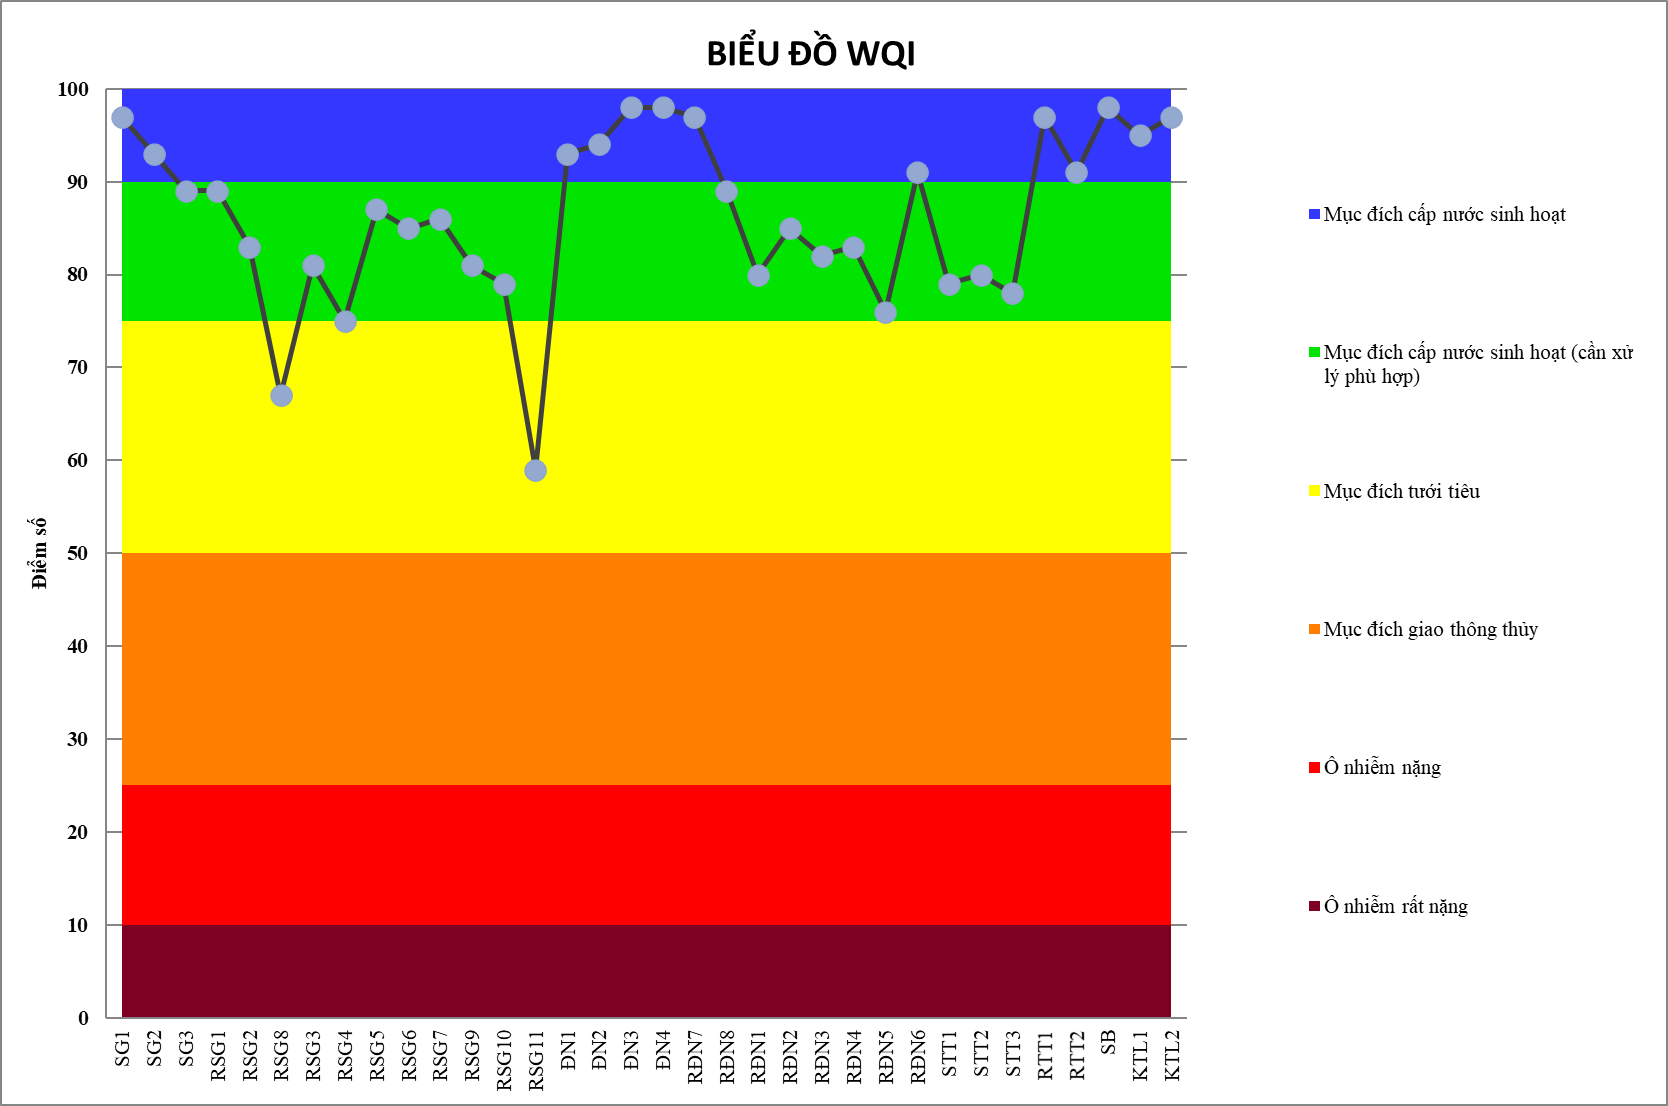 BIỂU ĐỒ WQI
100
90
80
70
60
50
40
30
20
10
0
Điểm số
SG1
SG2
SG3
RSG1
RSG2
RSG8
RSG3
RSG4
RSG5
RSG6
RSG7
RSG9
RSG10
RSG11
ĐN1
ĐN2
ĐN3
ĐN4
RĐN7
RĐN8
RĐN1
RĐN2
RĐN3
RĐN4
RĐN5
RĐN6
STT1
STT2
STT3
RTT1
RTT2
SB
KTL1
KTL2
Mục đích cấp nước sinh hoạt
Mục đích cấp nước sinh hoạt (cần xử
lý phù hợp)
Mục đích tưới tiêu
Mục đích giao thông thủy
Ô nhiễm nặng
Ô nhiễm rất nặng